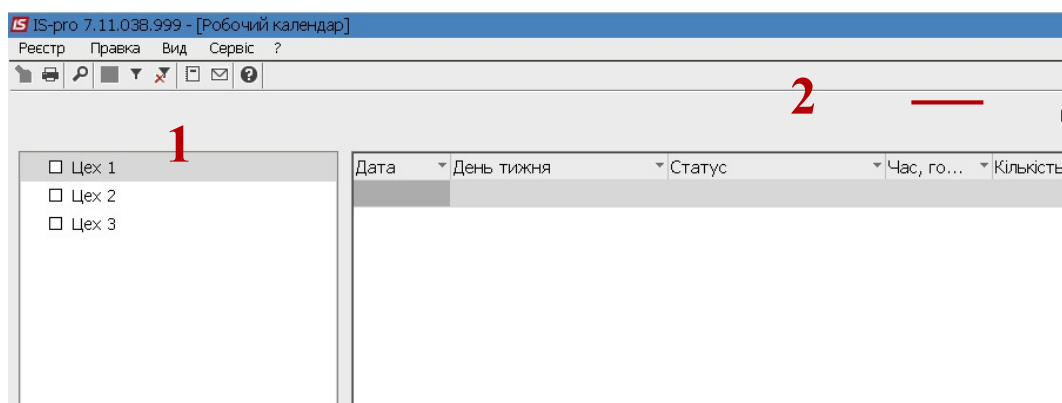 IS IS-pro 7.11.038.999 - [Робочий календар]
Реєстр Правка Вид Сервіс ?
2
1
Цех 1
Цех 2
Цех 3
Дата День тижня Статус Час, го... Кількість